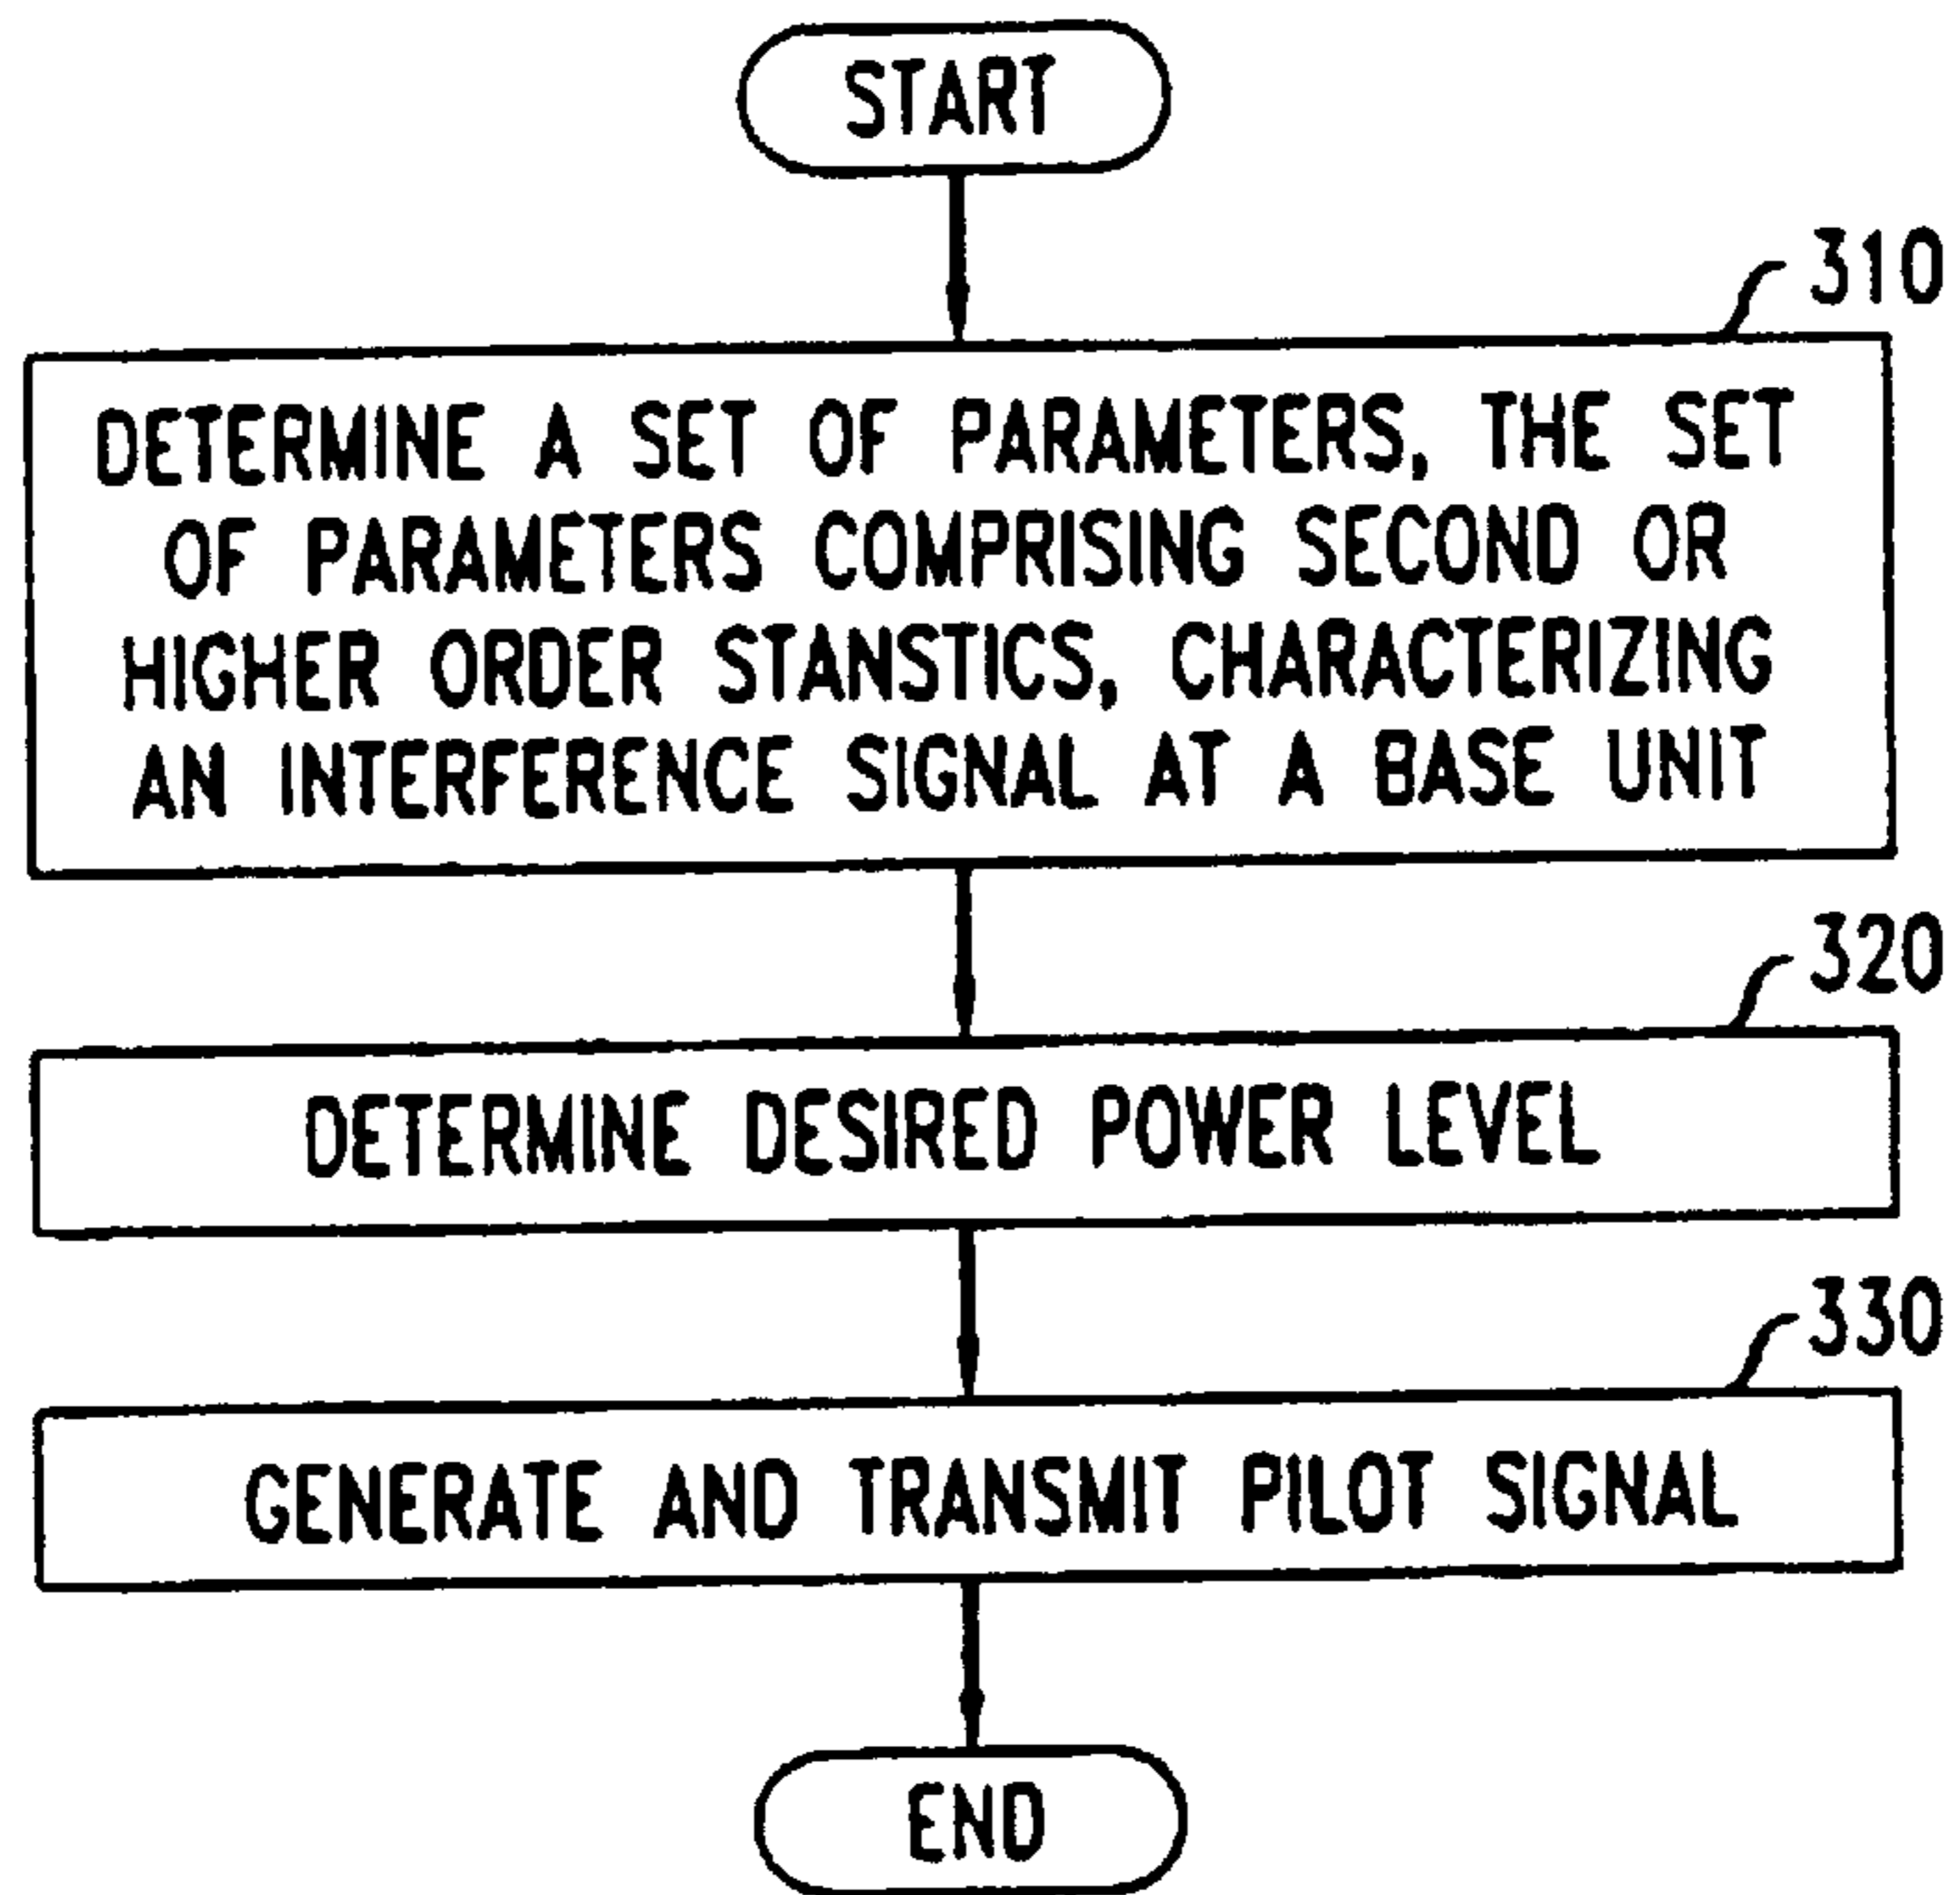 START
310
DETERMINE A SET OF PARAMETERS, THE SET
OF PARAMETERS COMPRISING SECOND OR
HIGHER ORDER STANSTICS, CHARACTERIZING
AN INTERFERENCE SIGNAL AT A BASE UNIT
320
DETERMINE DESIRED POWER LEVEL
330
GENERATE AND TRANSMIT PILOT SIGNAL
END